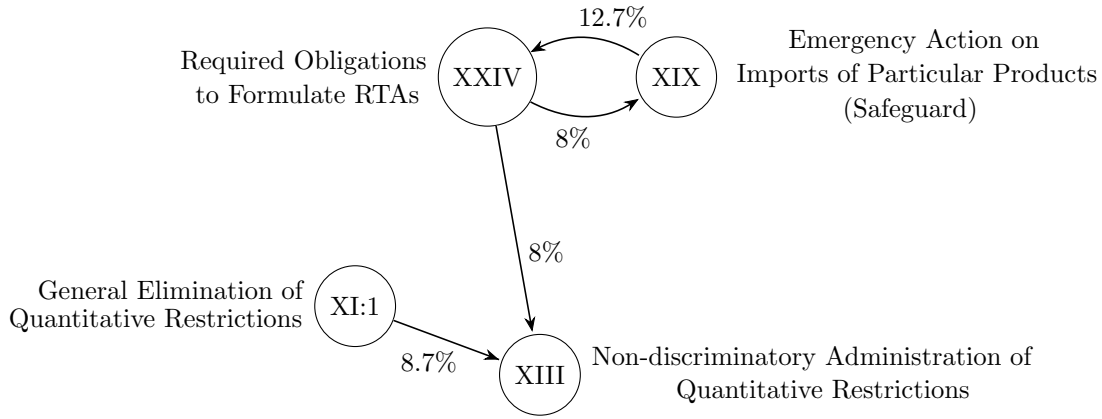 12.7%
Required Obligations
to Formulate RTAs
XXIV
XIX
Emergency Action on
Imports of Particular Products
(Safeguard)
8%
8%
General Elimination of
Quantitative Restrictions
XI:1
8.7%
XIII
Non-discriminatory Administration of
Quantitative Restrictions